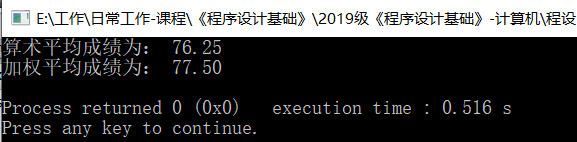 E:\工作\日常工作-课程\《程序设计基础》\2019级《程序设计基础》-计算机\程设
算术平均成绩为： 76.25
加权平均成绩为： 77.50
Process returned 0 (0x0)   execution time : 0.516 s
Press any key to continue.